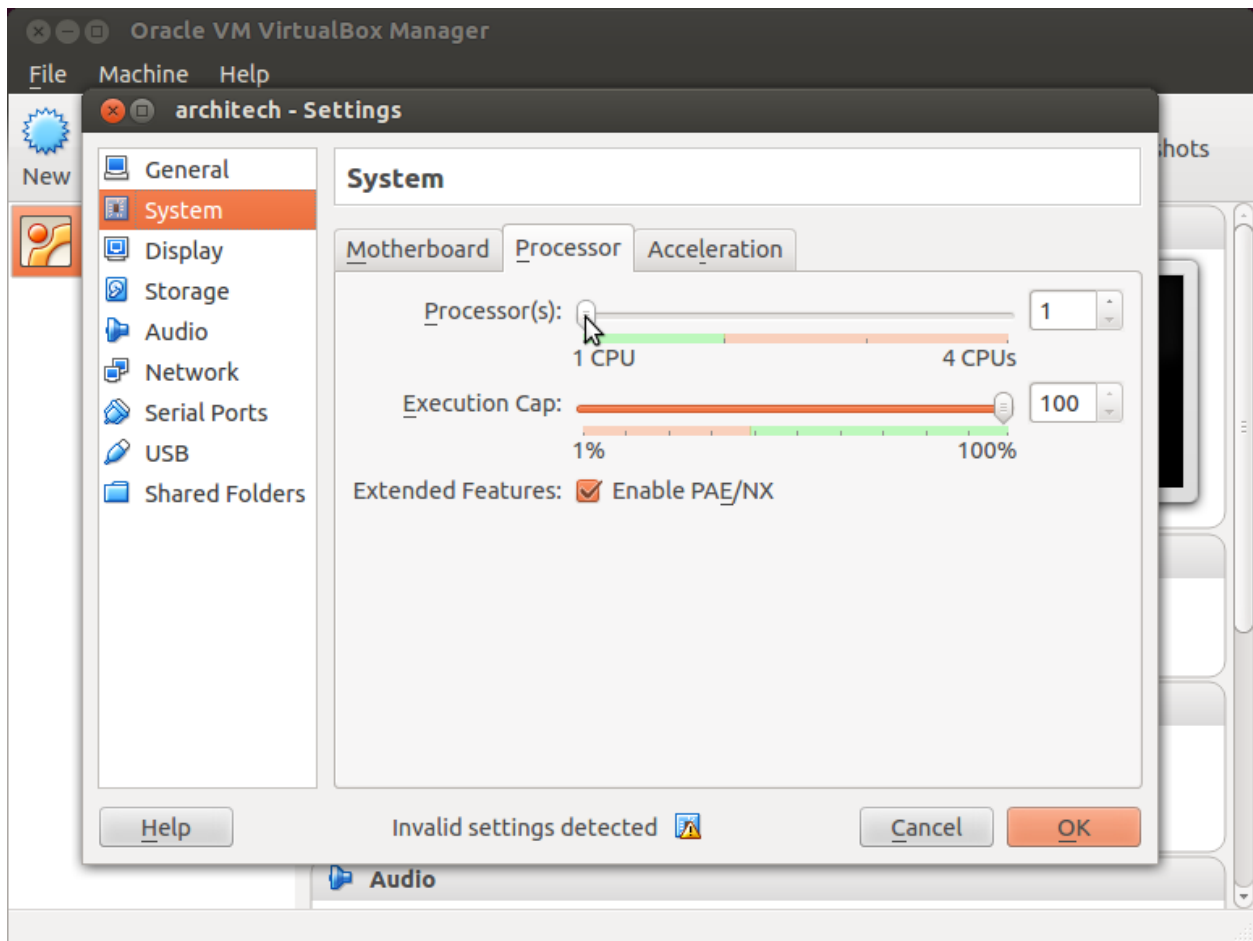 Oracle VM VirtualBox Manager
File Machine Help
architech - Settings
New
hots
General
System
Display
Storage
Audio
Network
Serial Ports
USB
Shared Folders
System
Motherboard Processor Acceleration
Processor(s): 1
1 CPU 4 CPUs
Execution Cap: 100
1% 100%
Extended Features: Enable PAE/NX
Help Invalid settings detected Cancel OK
Audio